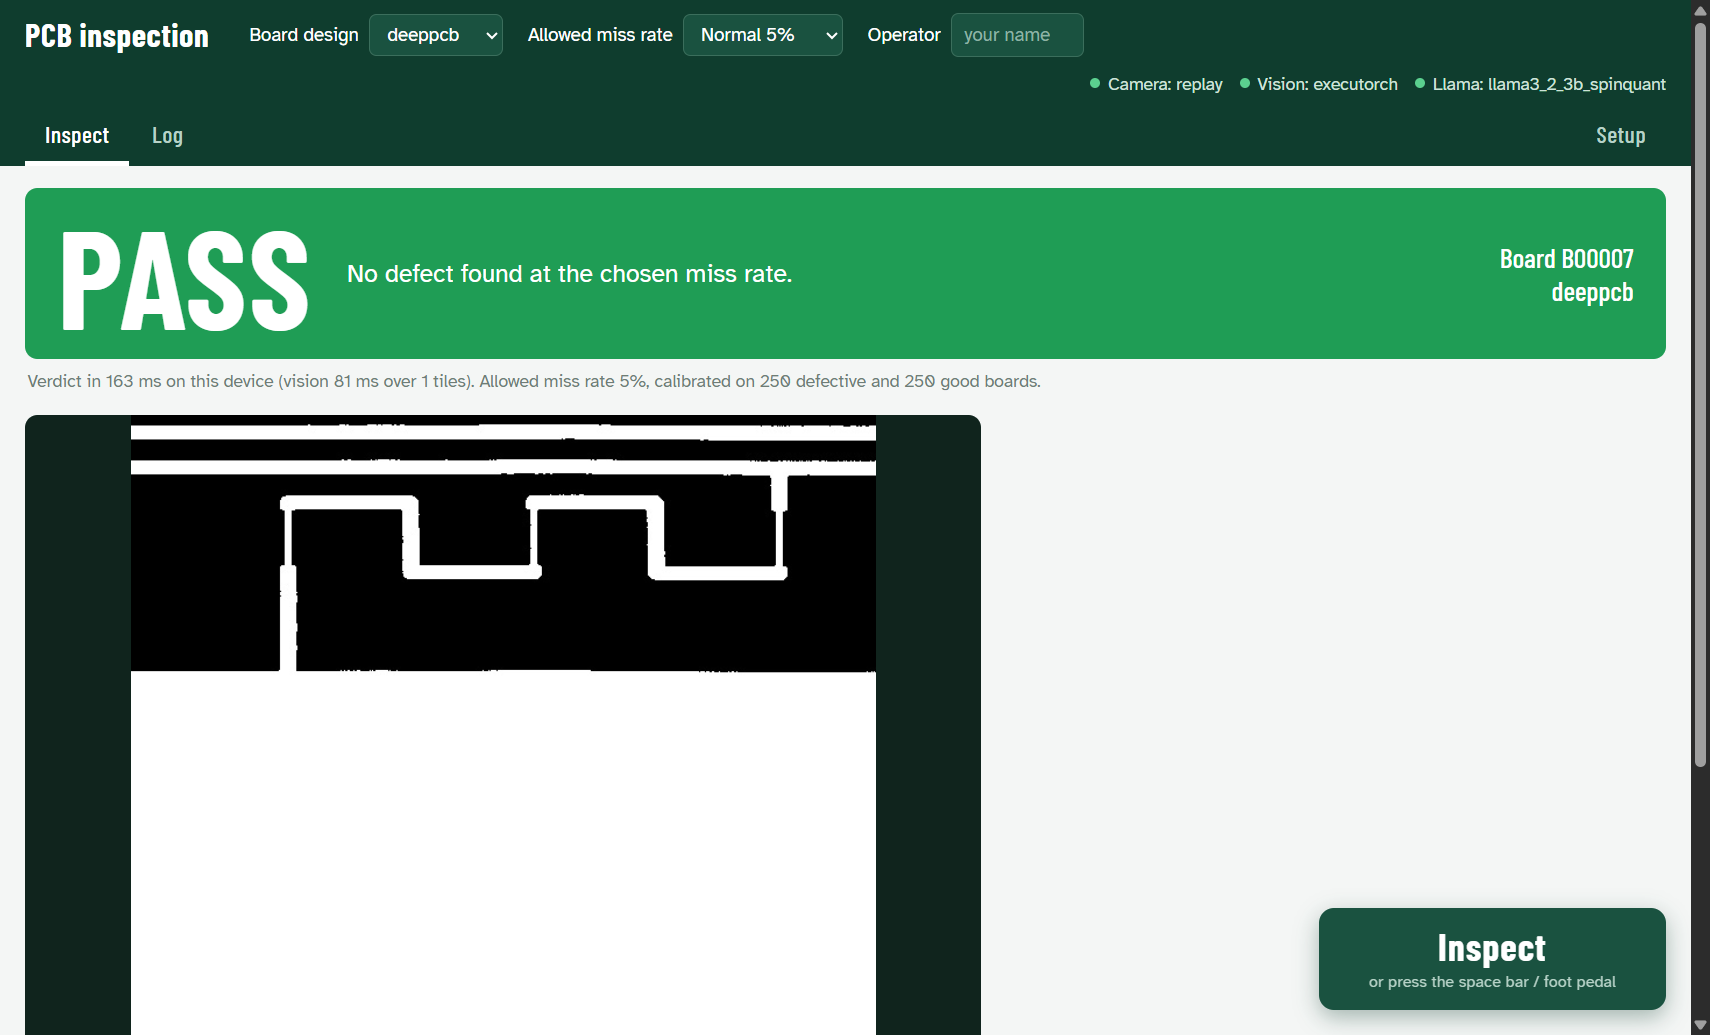 PCB inspection Board design deeppcb Allowed miss rate Normal 5% Operator your name
Camera: replay Vision: executorch Llama: llama3_2_3b_spinquant
Inspect Log Setup
PASS No defect found at the chosen miss rate. Board B00007
deeppcb
Verdict in 163 ms on this device (vision 81 ms over 1 tiles). Allowed miss rate 5%, calibrated on 250 defective and 250 good boards.
Inspect
or press the space bar / foot pedal